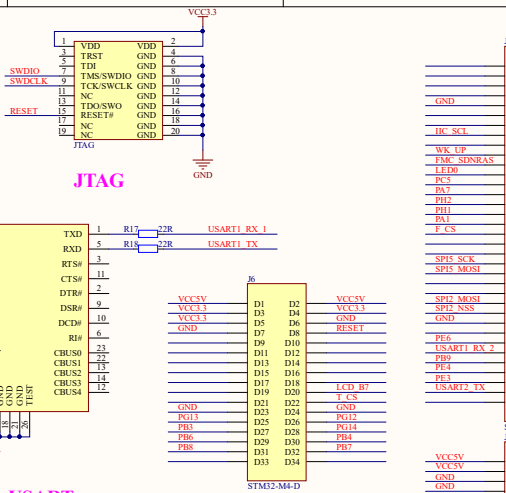 VCC3.3
1 VDD VDD 2
3 TRST GND 4
5 TDI GND 6
SWDIO 7 TMS/SWDIO GND 8
SWDCLK 9 TCK/SWCLK GND 10
11 NC GND 12
13 TDO/SWO GND 14
RESET 15 RESET# GND 16
17 NC GND 18
19 NC GND 20
JTAG
GND
JTAG
TXD 1 R17 22R USART1_RX_1
RXD 5 R18 22R USART1_TX
RTS# 3
CTS# 11
DTR# 2
DSR# 9
DCD# 10
RI# 6
CBUS0 23
CBUS1 22
CBUS2 13
CBUS3 14
CBUS4 12
GND GND GND TEST
18 21 26
J6
VCC5V D1 D2 VCC5V
VCC3.3 D3 D4 VCC3.3
VCC3.3 D5 D6 GND
GND D7 D8 RESET
D9 D10
D11 D12
D13 D14
D15 D16
D17 D18
D19 D20 LCD_B7
D21 D22 T_CS
GND D23 D24 GND
PG13 D25 D26 PG12
PB3 D27 D28 PG14
PB6 D29 D30 PB4
PB8 D31 D32 PB7
D33 D34
STM32-M4-D
GND
IIC_SCL
WK_UP
FMC_SDNRAS
LED0
PC5
PA7
PH2
PH1
PA1
F_CS
SPI5_SCK
SPI5_MOSI
SPI2_MOSI
SPI2_NSS
GND
PE6
USART1_RX_2
PB9
PE4
PE3
USART2_TX
VCC5V
VCC5V
GND
GND